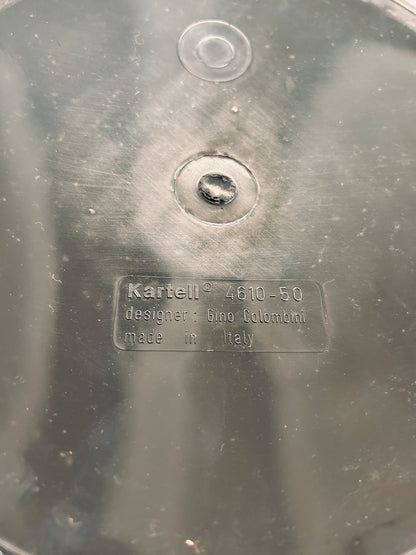 Kartell® 4610-50
designer: Gino Colombini
made in Italy